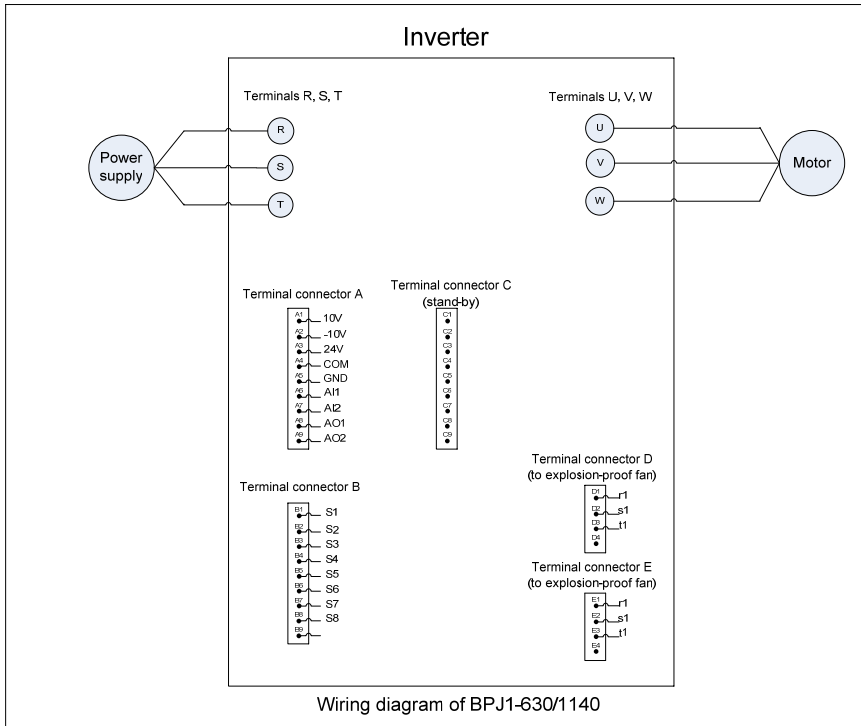 Inverter
Terminals R, S, T
Terminals U, V, W
Power
supply
R
S
T
U
V
W
Motor
Terminal connector A
A1 10V
A2 -10V
A3 24V
A4 COM
A5 GND
A6 AI1
A7 AI2
A8 AO1
A9 AO2
Terminal connector C
(stand-by)
C1
C2
C3
C4
C5
C6
C7
C8
C9
Terminal connector B
B1 S1
B2 S2
B3 S3
B4 S4
B5 S5
B6 S6
B7 S7
B8 S8
B9
Terminal connector D
(to explosion-proof fan)
D1 r1
D2 s1
D3 t1
D4
Terminal connector E
(to explosion-proof fan)
E1 r1
E2 s1
E3 t1
E4
Wiring diagram of BPJ1-630/1140